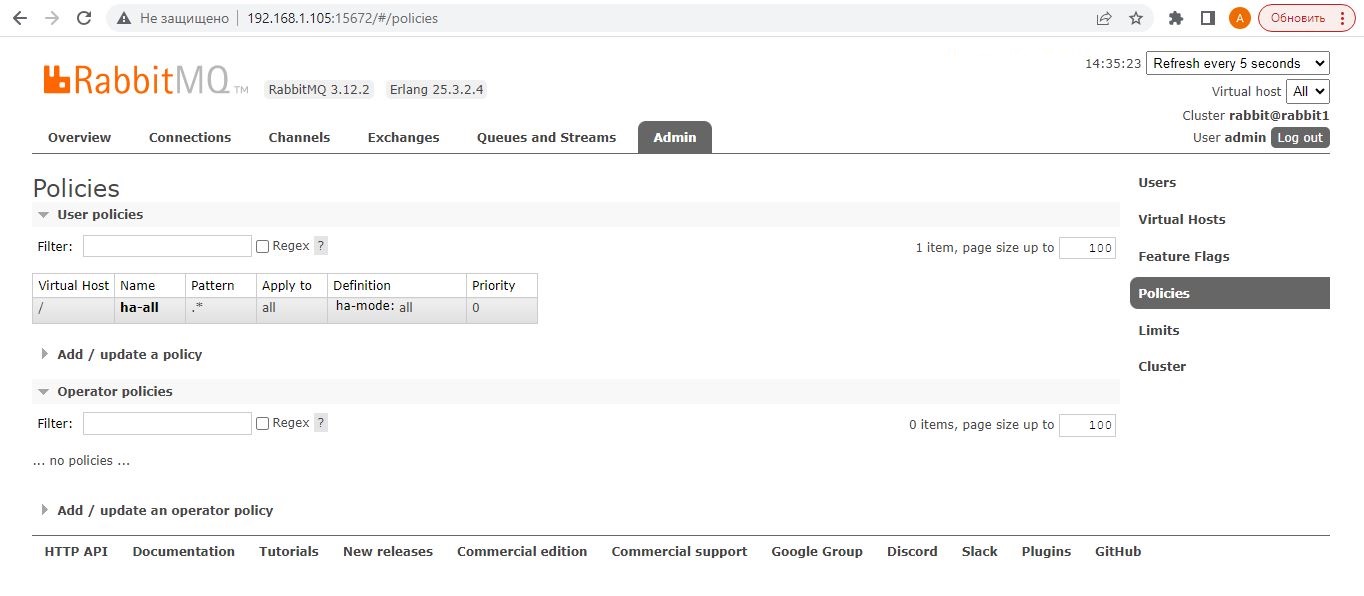 Не защищено 192.168.1.105:15672/#/policies А Обновить
14:35:23 Refresh every 5 seconds
RabbitMQ TM RabbitMQ 3.12.2 Erlang 25.3.2.4
Virtual host All
Cluster rabbit@rabbit1
User admin Log out
Overview Connections Channels Exchanges Queues and Streams Admin
Policies
User policies
Filter: Regex ? 1 item, page size up to 100
Virtual Host Name Pattern Apply to Definition Priority
/ ha-all .* all ha-mode: all 0
Add / update a policy
Operator policies
Filter: Regex ? 0 items, page size up to 100
... no policies ...
Add / update an operator policy
Users
Virtual Hosts
Feature Flags
Policies
Limits
Cluster
HTTP API Documentation Tutorials New releases Commercial edition Commercial support Google Group Discord Slack Plugins GitHub